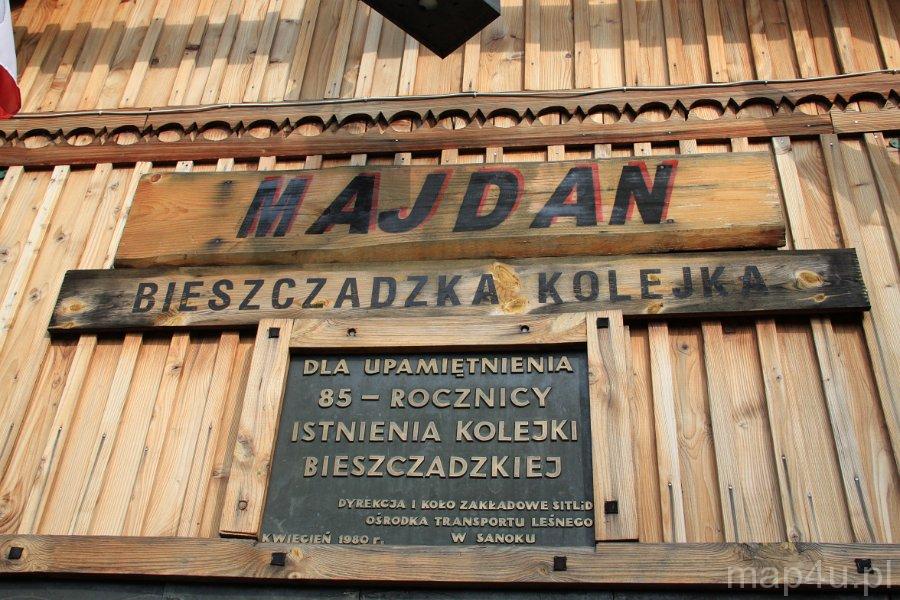 MAJDAN
BIESZCZADZKA KOLEJKA
DLA UPAMIĘTNIENIA
85 – ROCZNICY
ISTNIENIA KOLEJKI
BIESZCZADZKIEJ
DYREKCJA I KOŁO ZAKŁADOWE SITLiD
OŚRODKA TRANSPORTU LEŚNEGO
KWIECIEŃ 1980 r. W SANOKU
map4u.pl